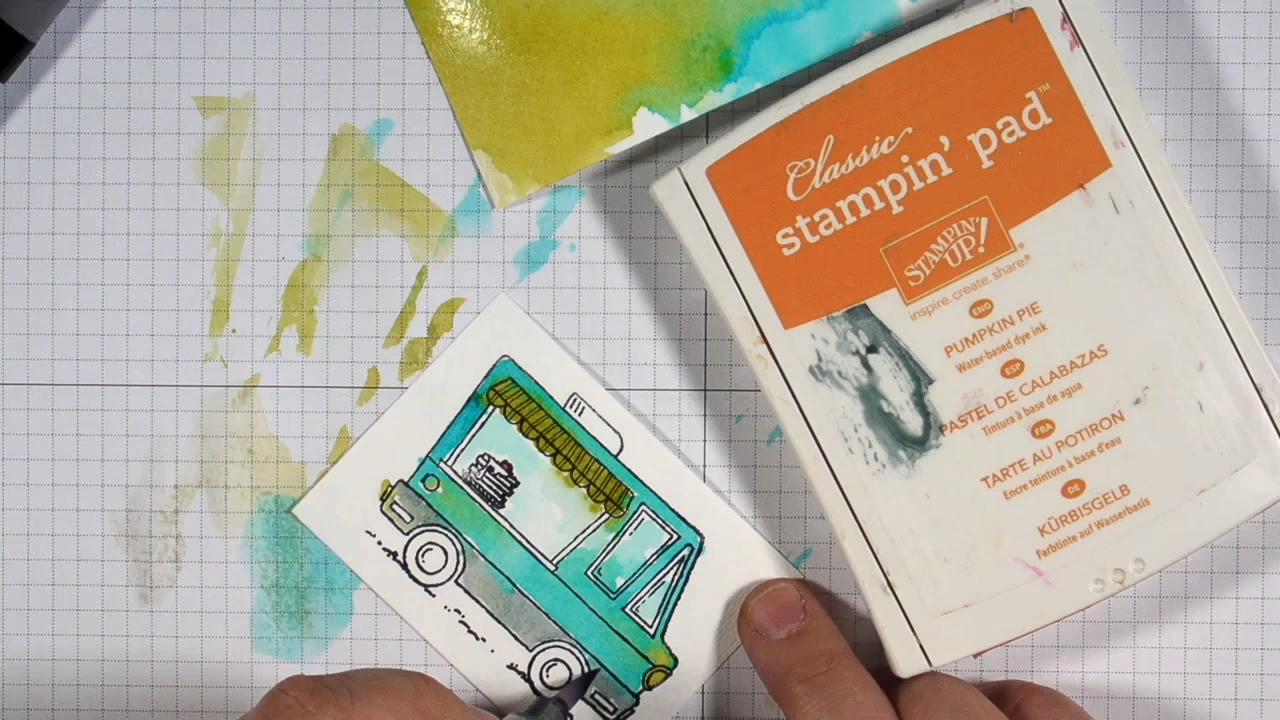 Classic
stampin' pad™
STAMPIN'
UP!
inspire.create.share.®
ENG
PUMPKIN PIE
Water-based dye ink
ESP
PASTEL DE CALABAZAS
Tintura à base de agua
FRA
TARTE AU POTIRON
Encre teinture à base d'eau
DE
KÜRBISGELB
Farbtinte auf Wasserbasis